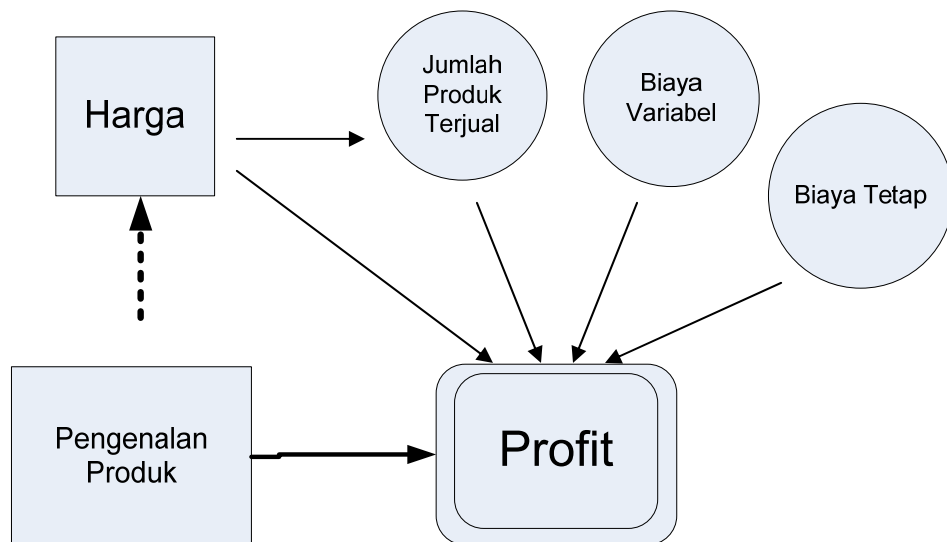 Harga
Jumlah
Produk
Terjual
Biaya
Variabel
Biaya Tetap
Pengenalan
Produk
Profit